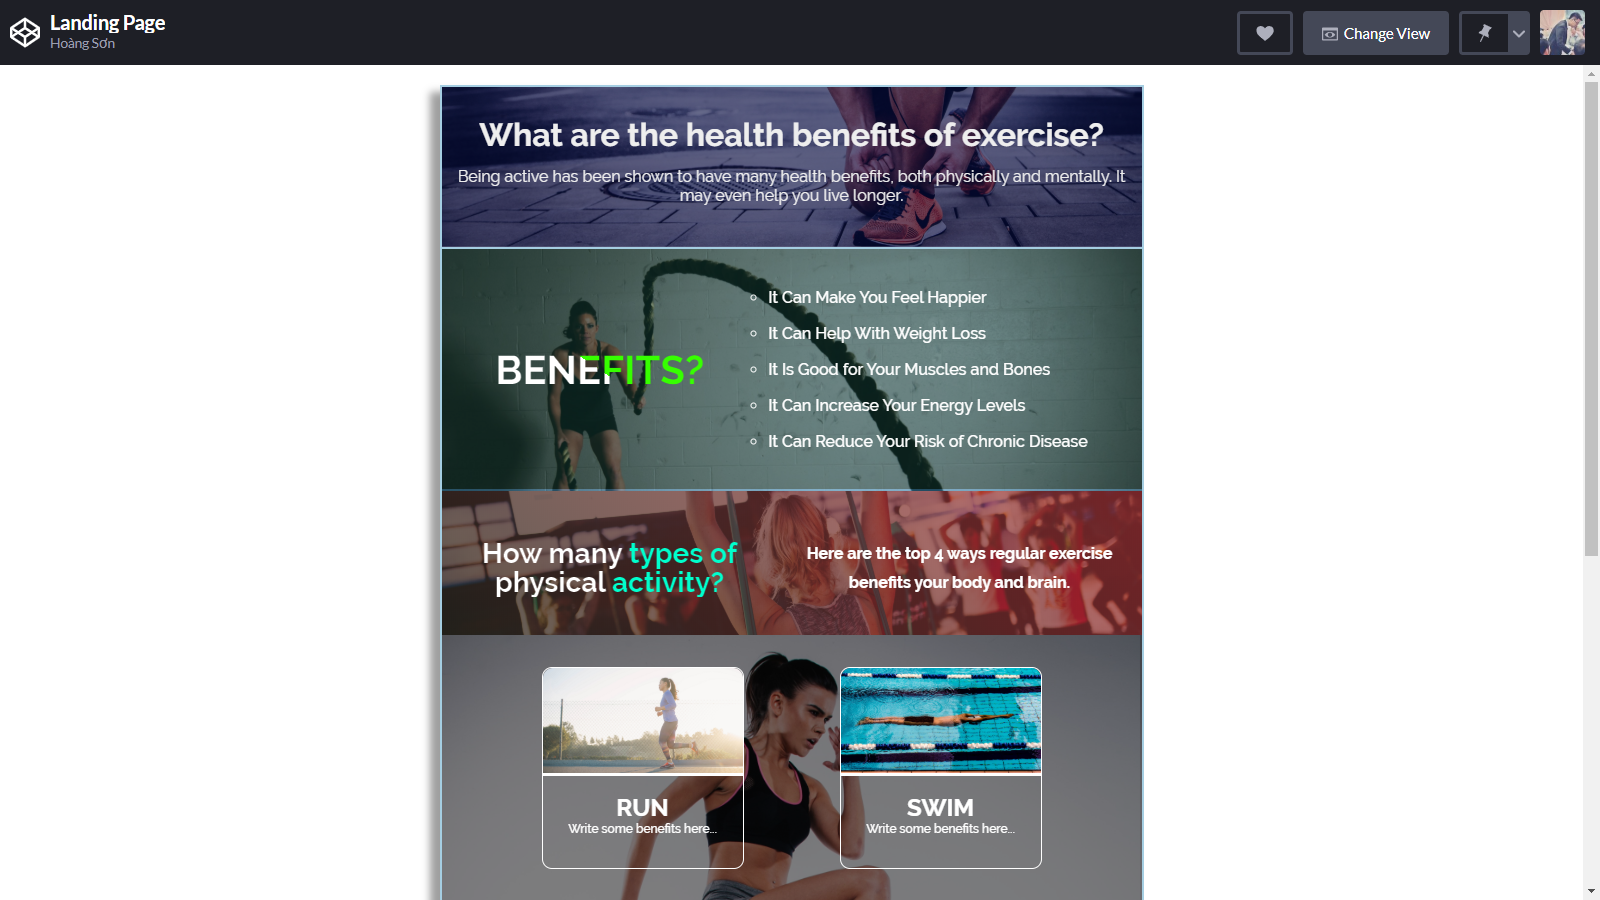 Landing Page
Hoàng Sơn
Change View
What are the health benefits of exercise?
Being active has been shown to have many health benefits, both physically and mentally. It
may even help you live longer.
BENEFITS?
It Can Make You Feel Happier
It Can Help With Weight Loss
It Is Good for Your Muscles and Bones
It Can Increase Your Energy Levels
It Can Reduce Your Risk of Chronic Disease
How many types of
physical activity?
Here are the top 4 ways regular exercise
benefits your body and brain.
RUN
Write some benefits here...
SWIM
Write some benefits here...